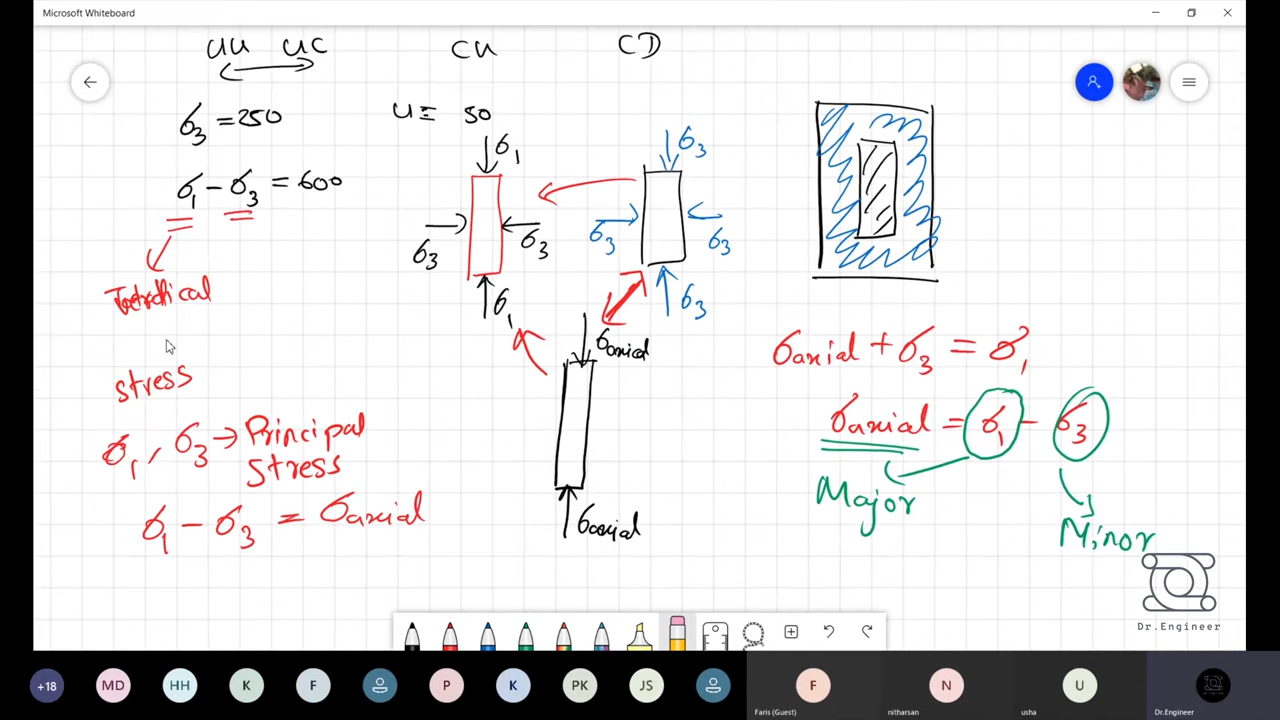 Microsoft Whiteboard
UU UC CU CD
σ3 = 250
U = 50
σ1 - σ3 = 600
stress
σ1, σ3 → Principal
stress
σ1 - σ3 = σaxial
σ1
σ3 σ3
σ1
σ3
σ3 σ3
σ3
σaxial
σaxial
σaxial + σ3 = σ1
σaxial = σ1 - σ3
Major
Minor
Dr.Engineer
+18 MD HH K F P K PK JS F N U
Faris (Guest) nitharsan usha Dr.Engineer